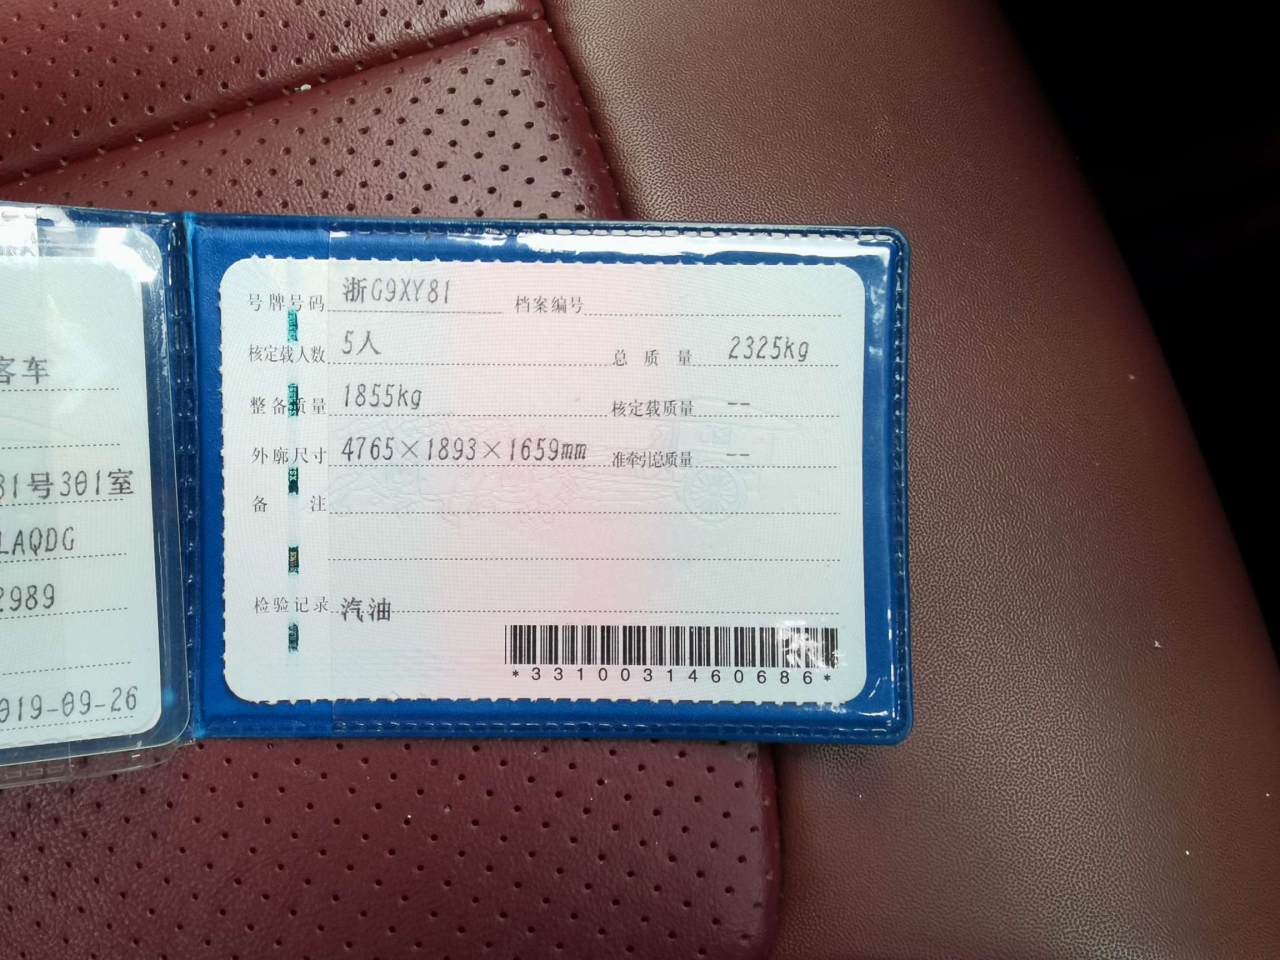 客车
81号301室
LAQDG
2989
019-09-26
号牌号码 浙G9XY81 档案编号
核定载人数 5人 总质量 2325kg
整备质量 1855kg 核定载质量 --
外廓尺寸 4765×1893×1659mm 准牵引总质量 --
备注
检验记录 汽油
*3310031460686*